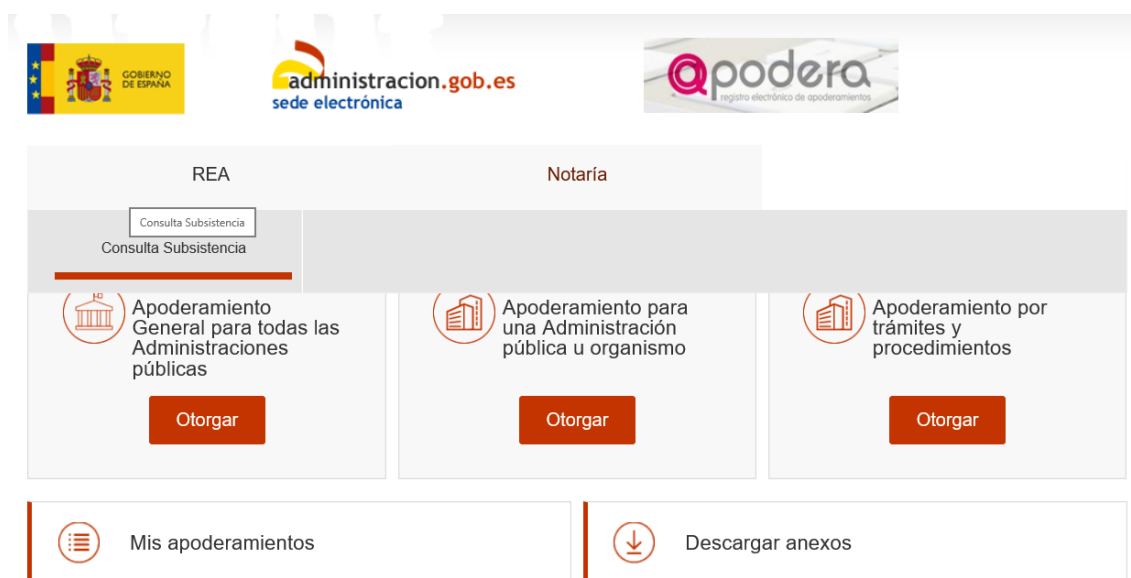 GOBIERNO
DE ESPAÑA
administracion.gob.es
sede electrónica
@podera
registro electrónico de apoderamientos
REA
Notaría
Consulta Subsistencia
Consulta Subsistencia
Apoderamiento
General para todas las
Administraciones
públicas
Otorgar
Apoderamiento para
una Administración
pública u organismo
Otorgar
Apoderamiento por
trámites y
procedimientos
Otorgar
Mis apoderamientos
Descargar anexos